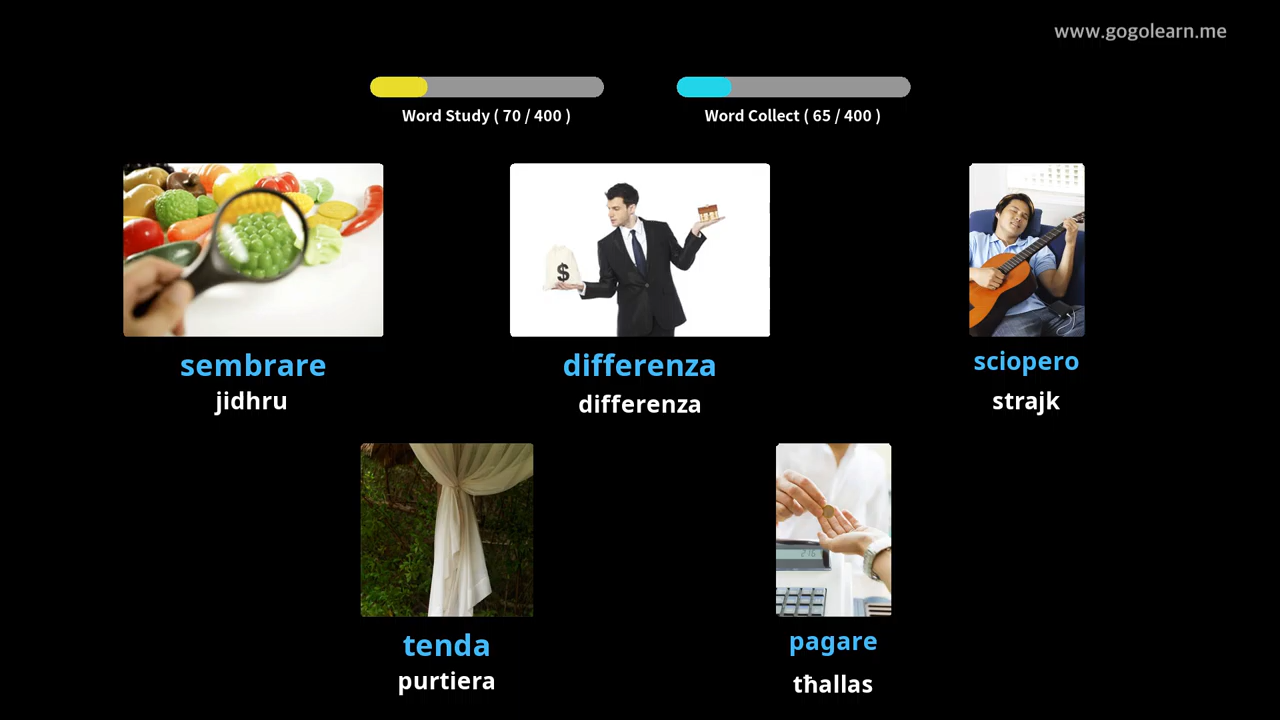 www.gogolearn.me
Word Study ( 70 / 400 )
Word Collect ( 65 / 400 )
$
sembrare
jidhru
differenza
differenza
sciopero
strajk
tenda
purtiera
pagare
tħallas